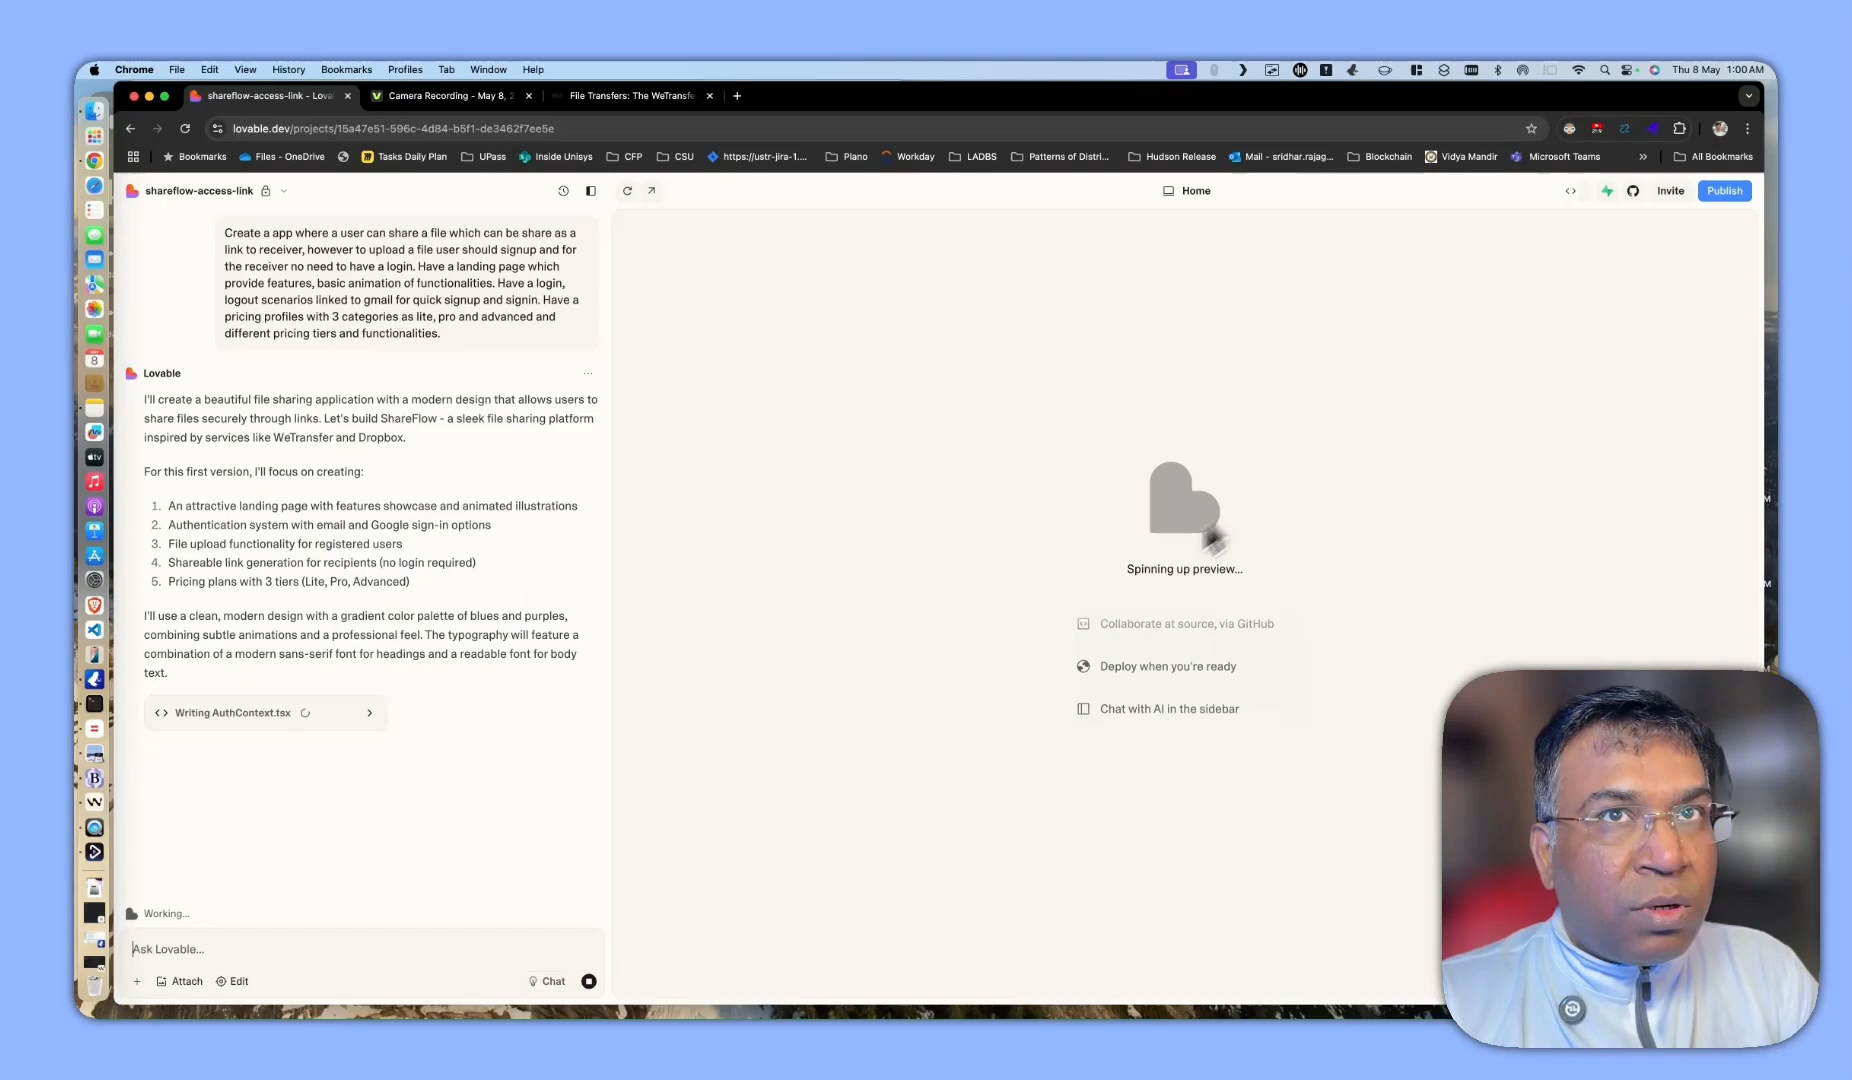 Chrome File Edit View History Bookmarks Profiles Tab Window Help Thu 8 May 1:00 AM
shareflow-access-link - Lova Camera Recording - May 8, 2 File Transfers: The WeTransfe
lovable.dev/projects/15a47e51-596c-4d84-b5f1-de3462f7ee5e
Bookmarks Files - OneDrive Tasks Daily Plan UPass Inside Unisys CFP CSU https://ustr-jira-1.... Plano Workday LADBS Patterns of Distri... Hudson Release Mail - sridhar.rajag... Blockchain Vidya Mandir Microsoft Teams » All Bookmarks
shareflow-access-link Home Invite Publish
Create a app where a user can share a file which can be share as a
link to receiver, however to upload a file user should signup and for
the receiver no need to have a login. Have a landing page which
provide features, basic animation of functionalities. Have a login,
logout scenarios linked to gmail for quick signup and signin. Have a
pricing profiles with 3 categories as lite, pro and advanced and
different pricing tiers and functionalities.
Lovable
I'll create a beautiful file sharing application with a modern design that allows users to
share files securely through links. Let's build ShareFlow - a sleek file sharing platform
inspired by services like WeTransfer and Dropbox.
For this first version, I'll focus on creating:
1. An attractive landing page with features showcase and animated illustrations
2. Authentication system with email and Google sign-in options
3. File upload functionality for registered users
4. Shareable link generation for recipients (no login required)
5. Pricing plans with 3 tiers (Lite, Pro, Advanced)
I'll use a clean, modern design with a gradient color palette of blues and purples,
combining subtle animations and a professional feel. The typography will feature a
combination of a modern sans-serif font for headings and a readable font for body
text.
Writing AuthContext.tsx
Working...
Ask Lovable...
Attach Edit Chat
Spinning up preview...
Collaborate at source, via GitHub
Deploy when you're ready
Chat with AI in the sidebar